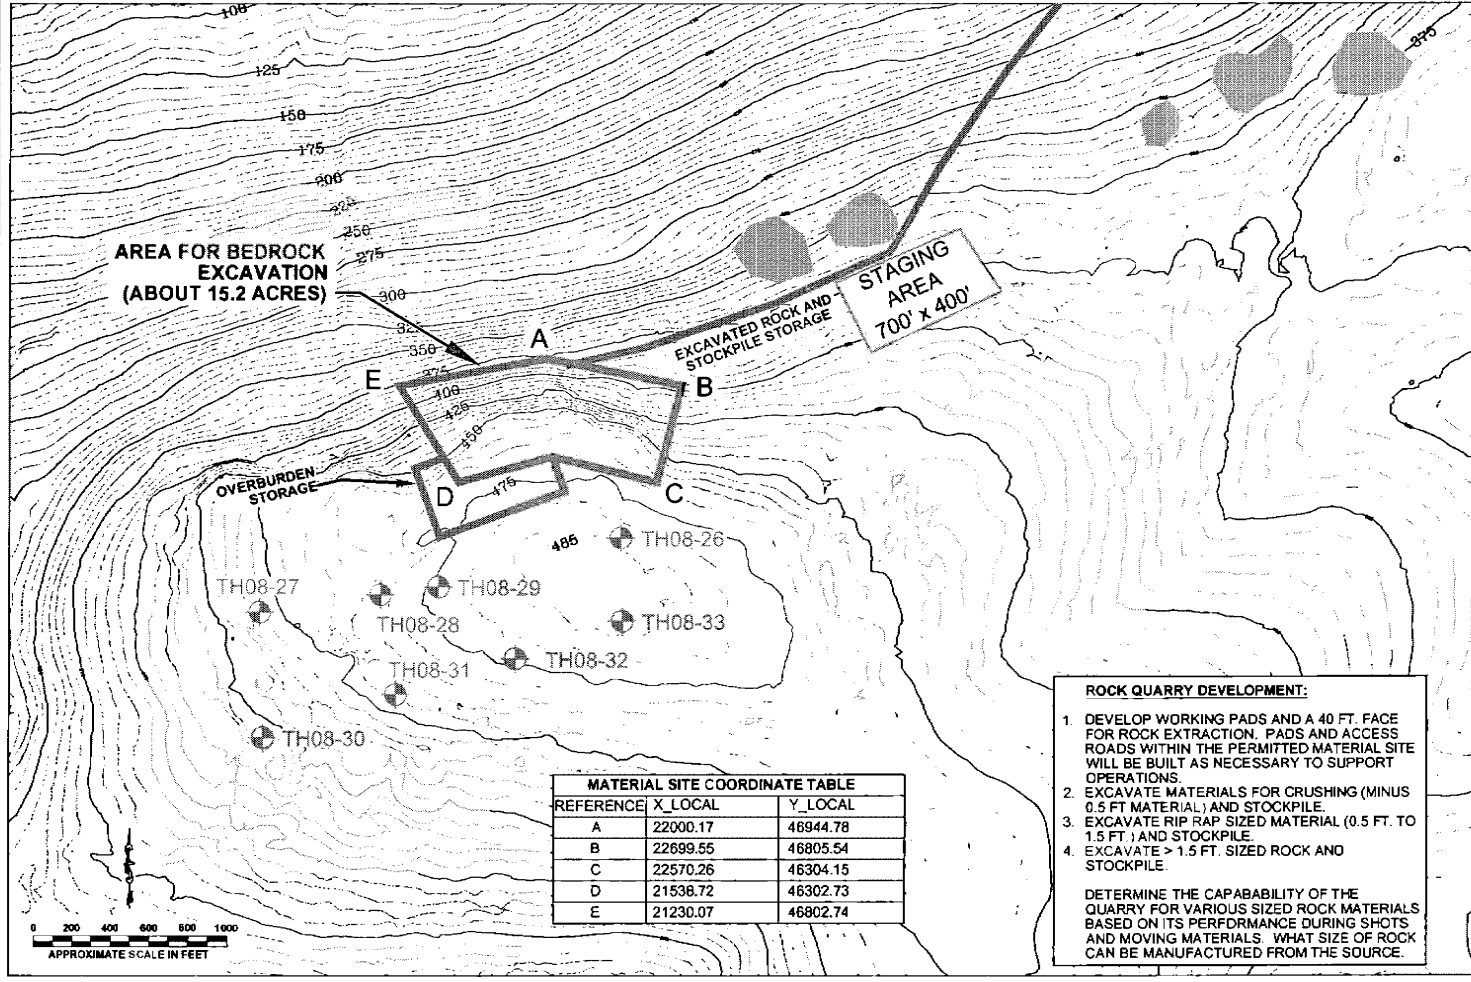 100
125
150
175
200
220
250
275
300
325
350
375
400
425
450
475
485
375
AREA FOR BEDROCK
EXCAVATION
(ABOUT 15.2 ACRES)
A
B
C
D
E
EXCAVATED ROCK AND
STOCKPILE STORAGE
STAGING
AREA
700' x 400'
OVERBURDEN
STORAGE
TH08-26
TH08-27
TH08-29
TH08-28
TH08-33
TH08-32
TH08-31
TH08-30
MATERIAL SITE COORDINATE TABLE
REFERENCE X_LOCAL Y_LOCAL
A 22000.17 46944.78
B 22699.55 46805.54
C 22570.26 46304.15
D 21538.72 46302.73
E 21230.07 46802.74
ROCK QUARRY DEVELOPMENT:
1. DEVELOP WORKING PADS AND A 40 FT. FACE
FOR ROCK EXTRACTION. PADS AND ACCESS
ROADS WITHIN THE PERMITTED MATERIAL SITE
WILL BE BUILT AS NECESSARY TO SUPPORT
OPERATIONS.
2. EXCAVATE MATERIALS FOR CRUSHING (MINUS
0.5 FT MATERIAL) AND STOCKPILE.
3. EXCAVATE RIP RAP SIZED MATERIAL (0.5 FT. TO
1.5 FT.) AND STOCKPILE.
4. EXCAVATE > 1.5 FT. SIZED ROCK AND
STOCKPILE.
DETERMINE THE CAPABABILITY OF THE
QUARRY FOR VARIOUS SIZED ROCK MATERIALS
BASED ON ITS PERFORMANCE DURING SHOTS
AND MOVING MATERIALS. WHAT SIZE OF ROCK
CAN BE MANUFACTURED FROM THE SOURCE.
0 200 400 600 800 1000
APPROXIMATE SCALE IN FEET